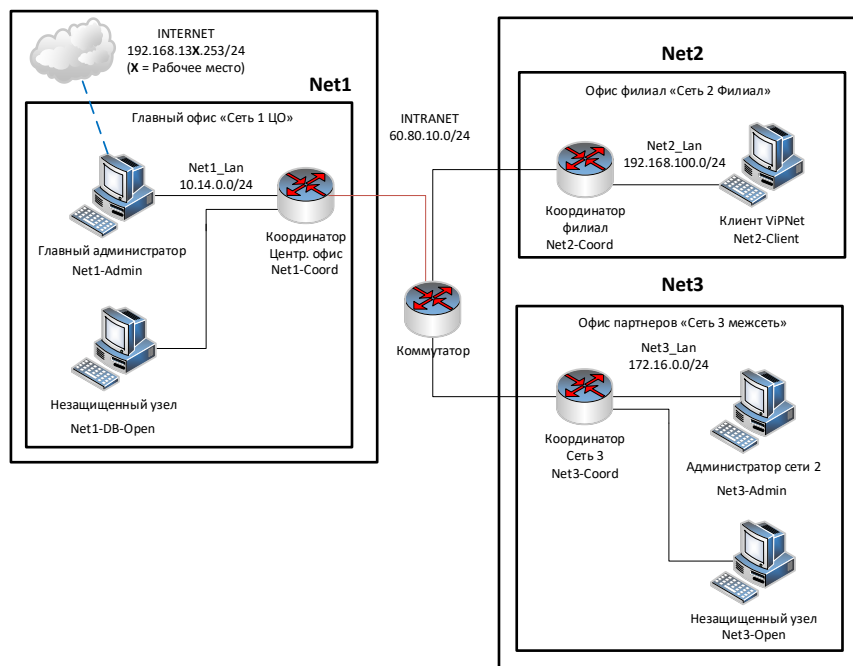 INTERNET
192.168.13X.253/24
(X = Рабочее место)
Net1
Главный офис «Сеть 1 ЦО»
Net1_Lan
10.14.0.0/24
Главный администратор
Net1-Admin
Координатор
Центр. офис
Net1-Coord
Незащищенный узел
Net1-DB-Open
INTRANET
60.80.10.0/24
Коммутатор
Net2
Офис филиал «Сеть 2 Филиал»
Net2_Lan
192.168.100.0/24
Координатор
филиал
Net2-Coord
Клиент ViPNet
Net2-Client
Net3
Офис партнеров «Сеть 3 межсеть»
Net3_Lan
172.16.0.0/24
Координатор
Сеть 3
Net3-Coord
Администратор сети 2
Net3-Admin
Незащищенный узел
Net3-Open